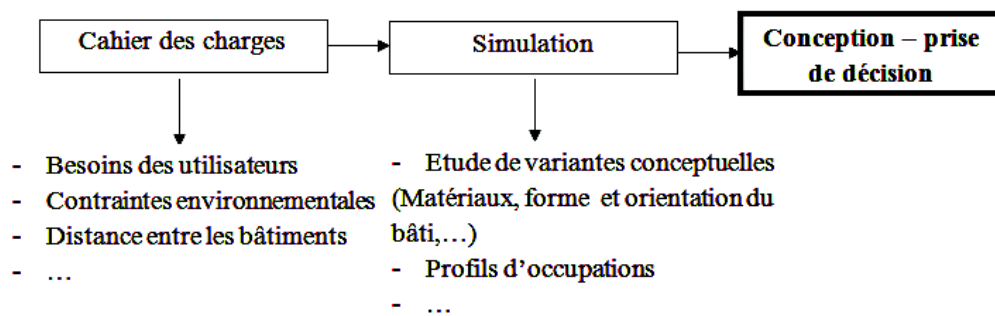 Cahier des charges
Simulation
Conception – prise
de décision
- Besoins des utilisateurs
- Contraintes environnementales
- Distance entre les bâtiments
- …
- Etude de variantes conceptuelles
(Matériaux, forme et orientation du
bâti,…)
- Profils d’occupations
- …